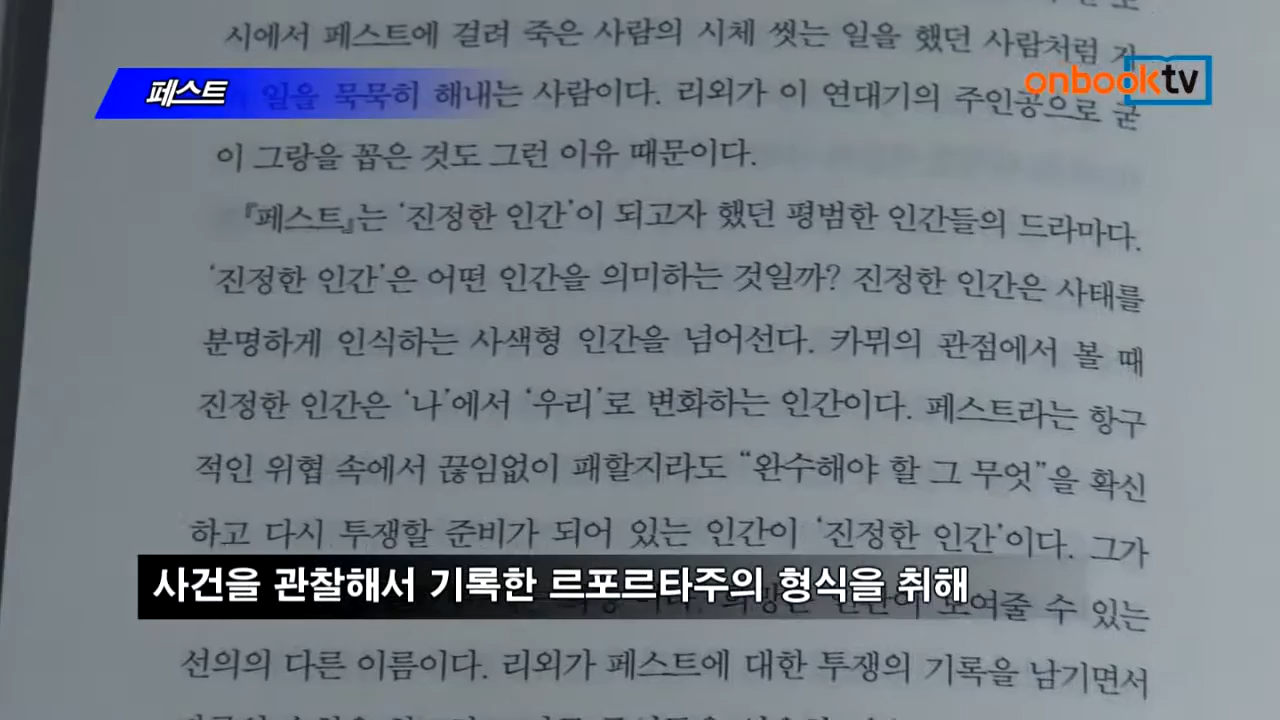 시에서 페스트에 걸려 죽은 사람의 시체 씻는 일을 했던 사람처럼
페스트
onbooktv
일을 묵묵히 해내는 사람이다. 리외가 이 연대기의 주인공으로 굳
이 그랑을 꼽은 것도 그런 이유 때문이다.
『페스트』는 ‘진정한 인간’이 되고자 했던 평범한 인간들의 드라마다.
‘진정한 인간’은 어떤 인간을 의미하는 것일까? 진정한 인간은 사태를
분명하게 인식하는 사색형 인간을 넘어선다. 카뮈의 관점에서 볼 때
진정한 인간은 ‘나’에서 ‘우리’로 변화하는 인간이다. 페스트라는 항구
적인 위협 속에서 끊임없이 패할지라도 “완수해야 할 그 무엇”을 확신
하고 다시 투쟁할 준비가 되어 있는 인간이 ‘진정한 인간’이다. 그가
사건을 관찰해서 기록한 르포르타주의 형식을 취해
보여줄 수 있는
선의의 다른 이름이다. 리외가 페스트에 대한 투쟁의 기록을 남기면서